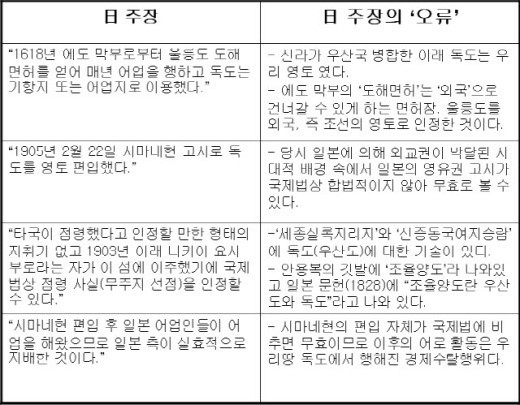 日 주장
日 주장의 ‘오류’
“1618년 에도 막부로부터 울릉도 도해
면허를 얻어 매년 어업을 행하고 독도는
기항지 또는 어업지로 이용했다.”
- 신라가 우산국 병합한 이래 독도는 우
리 영토 였다.
- 에도 막부의 ‘도해면허’는 ‘외국’으로
건너갈 수 있게 하는 면허장. 울릉도를
외국, 즉 조선의 영토로 인정한 것이다.
“1905년 2월 22일 시마네현 고시로 독
도를 영토 편입했다.”
- 당시 일본에 의해 외교권이 박달된 시
대적 배경 속에서 일본의 영유권 고시가
국제법상 합법적이지 않아 무효로 볼 수
있다.
“타국이 점령했다고 인정할 만한 형태의
지취기 없고 1903년 이래 니키이 요시
부로라는 자가 이 섬에 이주했기에 국제
법상 점령 사실(무주지 선점)을 인정할
수 있다.”
-‘세종실록지리지’와 ‘신증동국여지승람’
에 독도(우산도)에 대한 기술이 있다.
- 안용복의 깃발에 ‘조울양도’라 나와있
고 일본 문헌(1828)에 “조울양도란 우산
도와 독도”라고 나와 있다.
“시마네현 편입 후 일본 어업인들이 어
업을 해왔으므로 일본 측이 실효적으로
지배한 것이다.”
- 시마네현의 편입 자체가 국제법에 비
추면 무효이므로 이후의 어로 활동은 우
리땅 독도에서 행해진 경제수탈행위다.